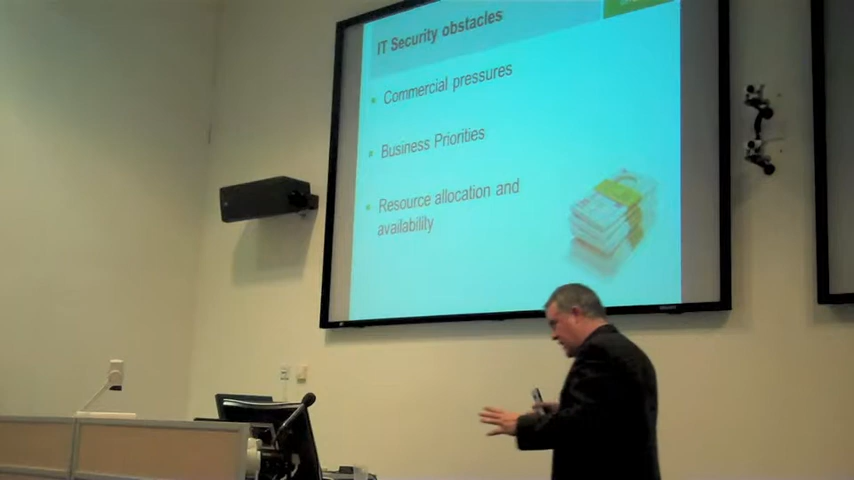 IT Security obstacles
Commercial pressures
Business Priorities
Resource allocation and
availability